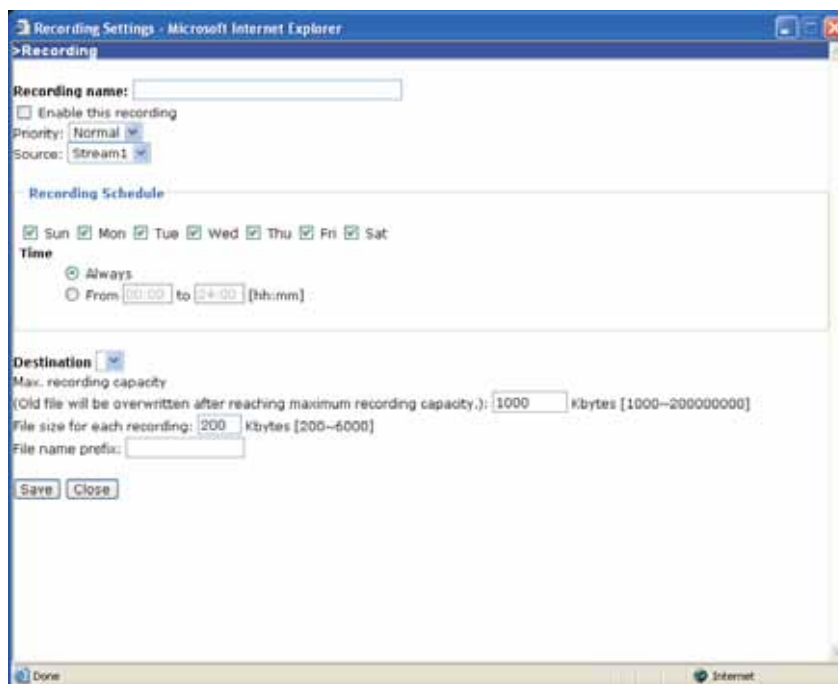 Recording Settings - Microsoft Internet Explorer
>Recording
Recording name:
Enable this recording
Priority: Normal
Source: Stream1
Recording Schedule
Sun Mon Tue Wed Thu Fri Sat
Time
Always
From 00:00 to 24:00 [hh:mm]
Destination
Max. recording capacity
(Old file will be overwritten after reaching maximum recording capacity.): 1000 Kbytes [1000~200000000]
File size for each recording: 200 Kbytes [200~6000]
File name prefix:
Save Close
Done Internet